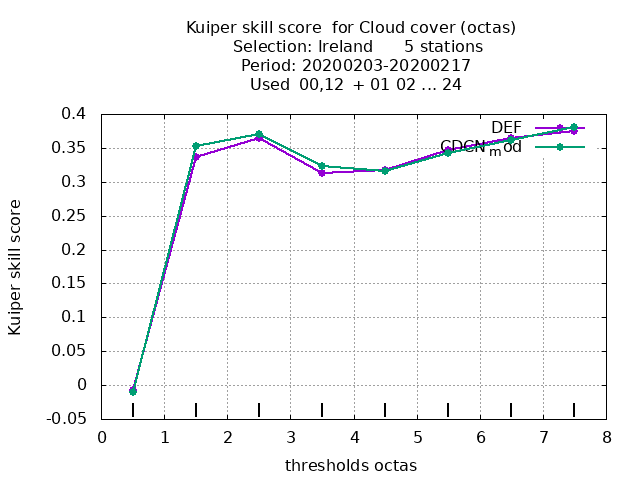 Kuiper skill score  for Cloud cover (octas)
Selection: Ireland      5 stations
Period: 20200203-20200217
Used  00,12  + 01 02 ... 24
DEF
CDCN_mod
0.4
0.35
0.3
0.25
0.2
0.15
0.1
0.05
0
-0.05
Kuiper skill score
0 1 2 3 4 5 6 7 8
thresholds octas